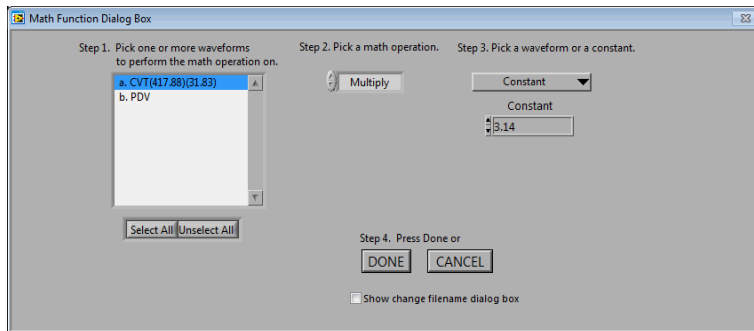 Math Function Dialog Box
Step 1. Pick one or more waveforms
to perform the math operation on.
a. CVT(417.88)(31.83)
b. PDV
Select All Unselect All
Step 2. Pick a math operation.
Multiply
Step 3. Pick a waveform or a constant.
Constant
Constant
3.14
Step 4. Press Done or
DONE CANCEL
Show change filename dialog box